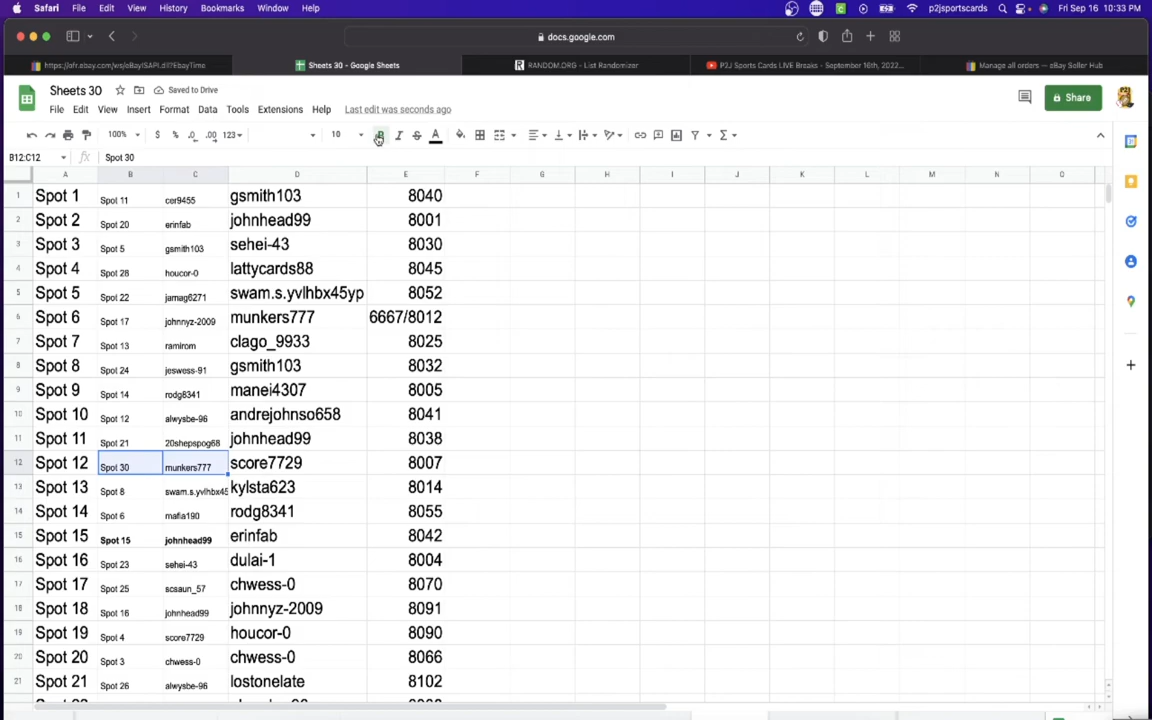 Safari File Edit View History Bookmarks Window Help p2jsportscards Fri Sep 16 10:33 PM
docs.google.com
https://ofr.ebay.com/ws/eBayISAPI.dll?EbayTime Sheets 30 - Google Sheets RANDOM.ORG - List Randomizer P2J Sports Cards LIVE Breaks - September 16th, 2022... Manage all orders — eBay Seller Hub
Sheets 30 Saved to Drive
File Edit View Insert Format Data Tools Extensions Help Last edit was seconds ago Share
100% $ % .0 .00 123 10 B I S A Σ
B12:C12 fx Spot 30
A B C D E F G H I J K L M N O
1 Spot 1 Spot 11 cer9455 gsmith103 8040
2 Spot 2 Spot 20 erinfab johnhead99 8001
3 Spot 3 Spot 5 gsmith103 sehei-43 8030
4 Spot 4 Spot 28 houcor-0 lattycards88 8045
5 Spot 5 Spot 22 jamag6271 swam.s.yvlhbx45yp 8052
6 Spot 6 Spot 17 johnnyz-2009 munkers777 6667/8012
7 Spot 7 Spot 13 ramirom clago_9933 8025
8 Spot 8 Spot 24 jeswess-91 gsmith103 8032
9 Spot 9 Spot 14 rodg8341 manei4307 8005
10 Spot 10 Spot 12 alwysbe-96 andrejohnso658 8041
11 Spot 11 Spot 21 20shepspog68 johnhead99 8038
12 Spot 12 Spot 30 munkers777 score7729 8007
13 Spot 13 Spot 8 swam.s.yvlhbx45 kylsta623 8014
14 Spot 14 Spot 6 mafia190 rodg8341 8055
15 Spot 15 Spot 15 johnhead99 erinfab 8042
16 Spot 16 Spot 23 sehei-43 dulai-1 8004
17 Spot 17 Spot 25 scsaun_57 chwess-0 8070
18 Spot 18 Spot 16 johnhead99 johnnyz-2009 8091
19 Spot 19 Spot 4 score7729 houcor-0 8090
20 Spot 20 Spot 3 chwess-0 chwess-0 8066
21 Spot 21 Spot 26 alwysbe-96 lostonelate 8102